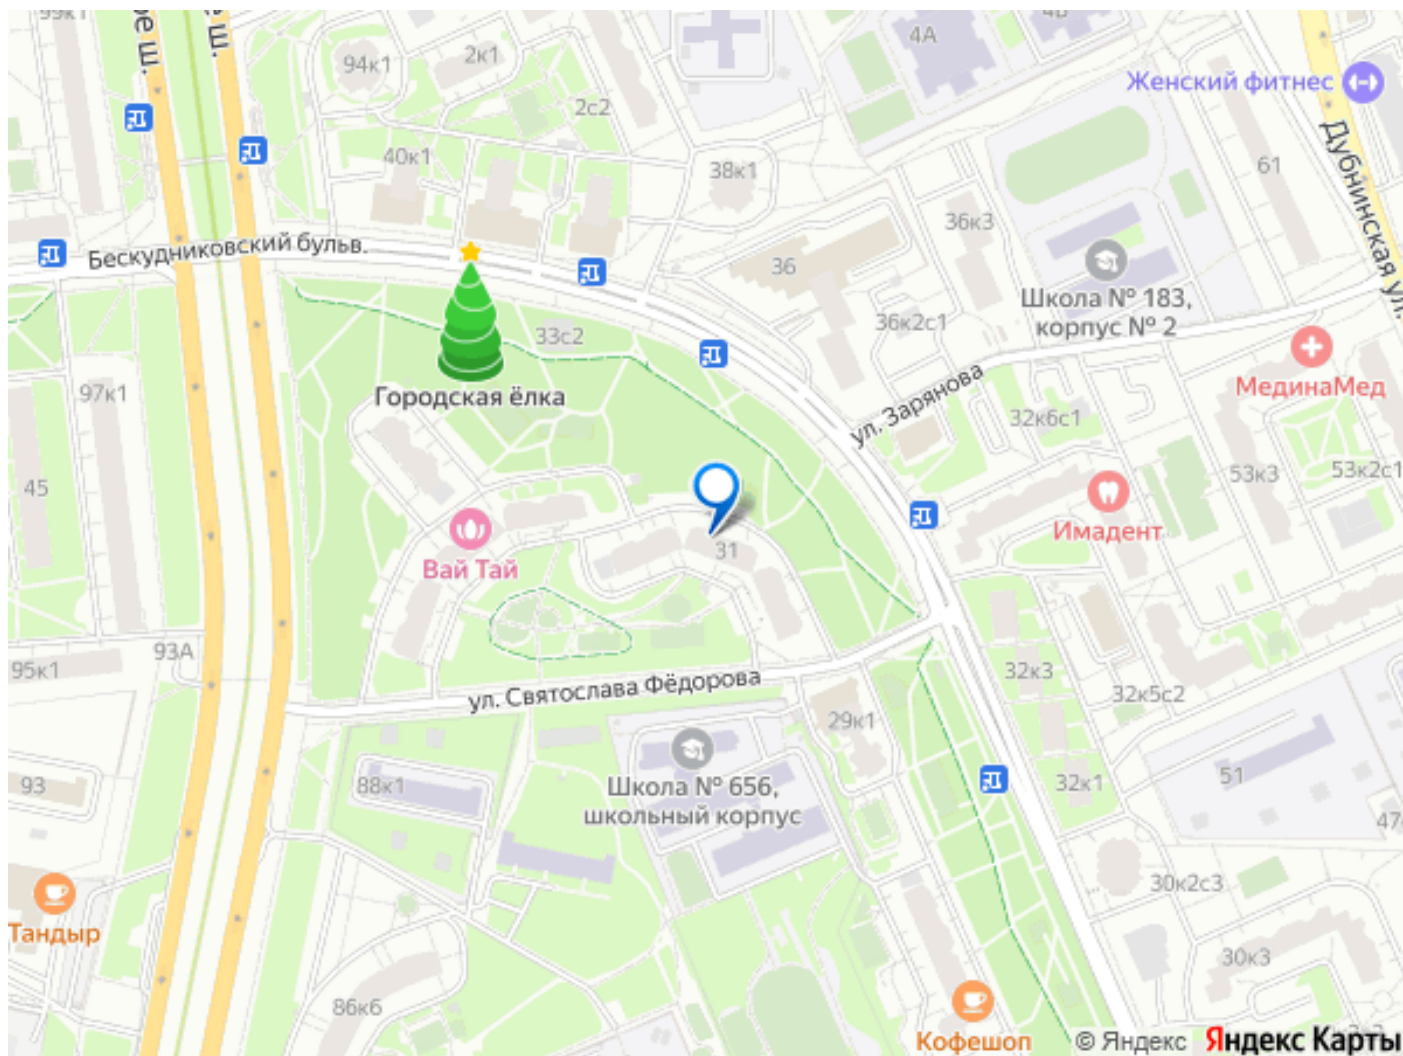 99к1
ое ш.
ш.
94к1
2к1
2с2
4А
Женский фитнес
Дубнинская ул.
61
40к1
38к1
36к3
Бескудниковский бульв.
36
Школа № 183,
корпус № 2
36к2с1
33с2
МединаМед
Городская ёлка
ул. Зарянова
97к1
32к6с1
45
53к3
53к2с1
Имадент
Вай Тай
31
93А
95к1
ул. Святослава Фёдорова
32к3
32к5с2
29к1
Школа № 656,
школьный корпус
93
88к1
32к1
51
47
30к2с3
Тандыр
30к3
86к6
Кофешоп
© Яндекс Яндекс Карты